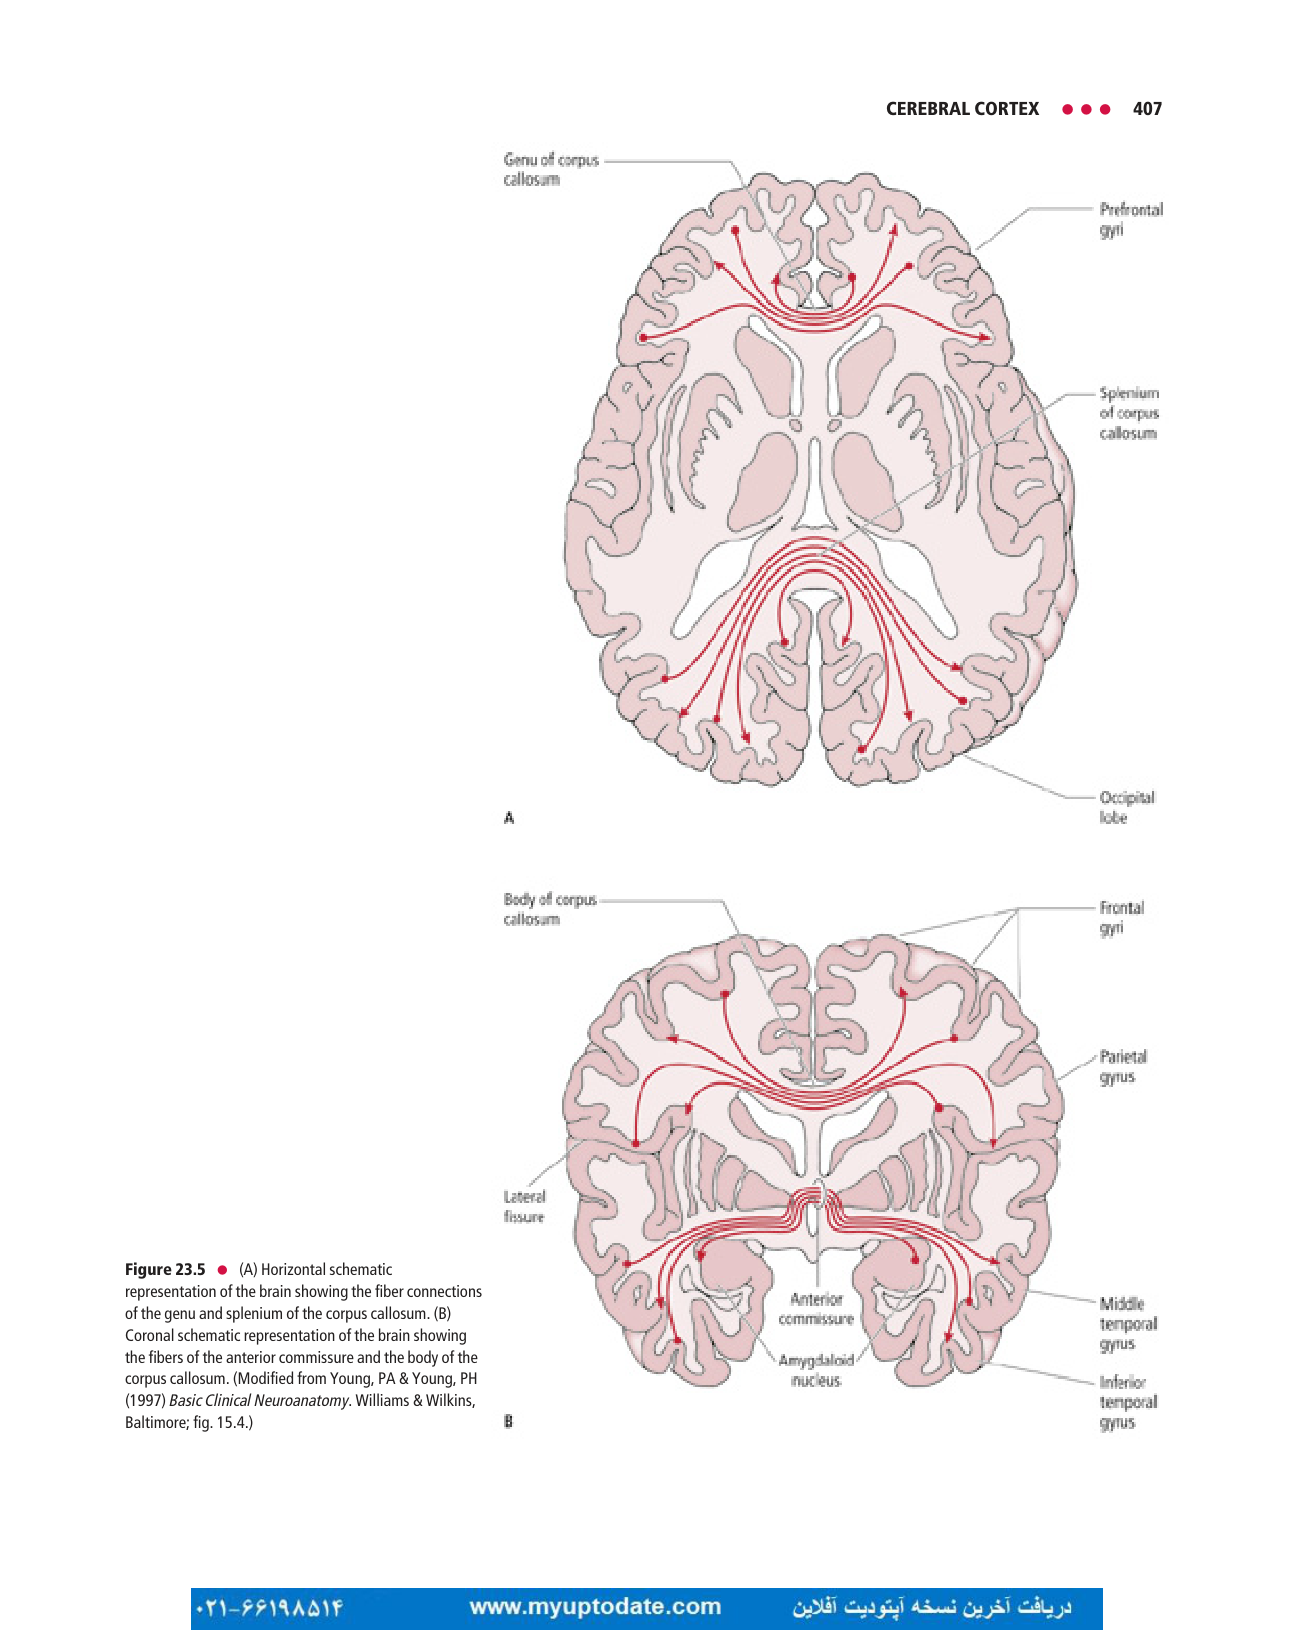 CEREBRAL CORTEX ● ● ● 407
Genu of corpus
callosum
Prefrontal
gyri
Splenium
of corpus
callosum
Occipital
lobe
A
Body of corpus
callosum
Frontal
gyri
Parietal
gyrus
Lateral
fissure
Anterior
commissure
Amygdaloid
nucleus
Middle
temporal
gyrus
Inferior
temporal
gyrus
B
Figure 23.5 ● (A) Horizontal schematic
representation of the brain showing the fiber connections
of the genu and splenium of the corpus callosum. (B)
Coronal schematic representation of the brain showing
the fibers of the anterior commissure and the body of the
corpus callosum. (Modified from Young, PA & Young, PH
(1997) Basic Clinical Neuroanatomy. Williams & Wilkins,
Baltimore; fig. 15.4.)
۰۲۱-۶۶۱۹۸۵۱۴ www.myuptodate.com دریافت آخرین نسخه آپتودیت آفلاین